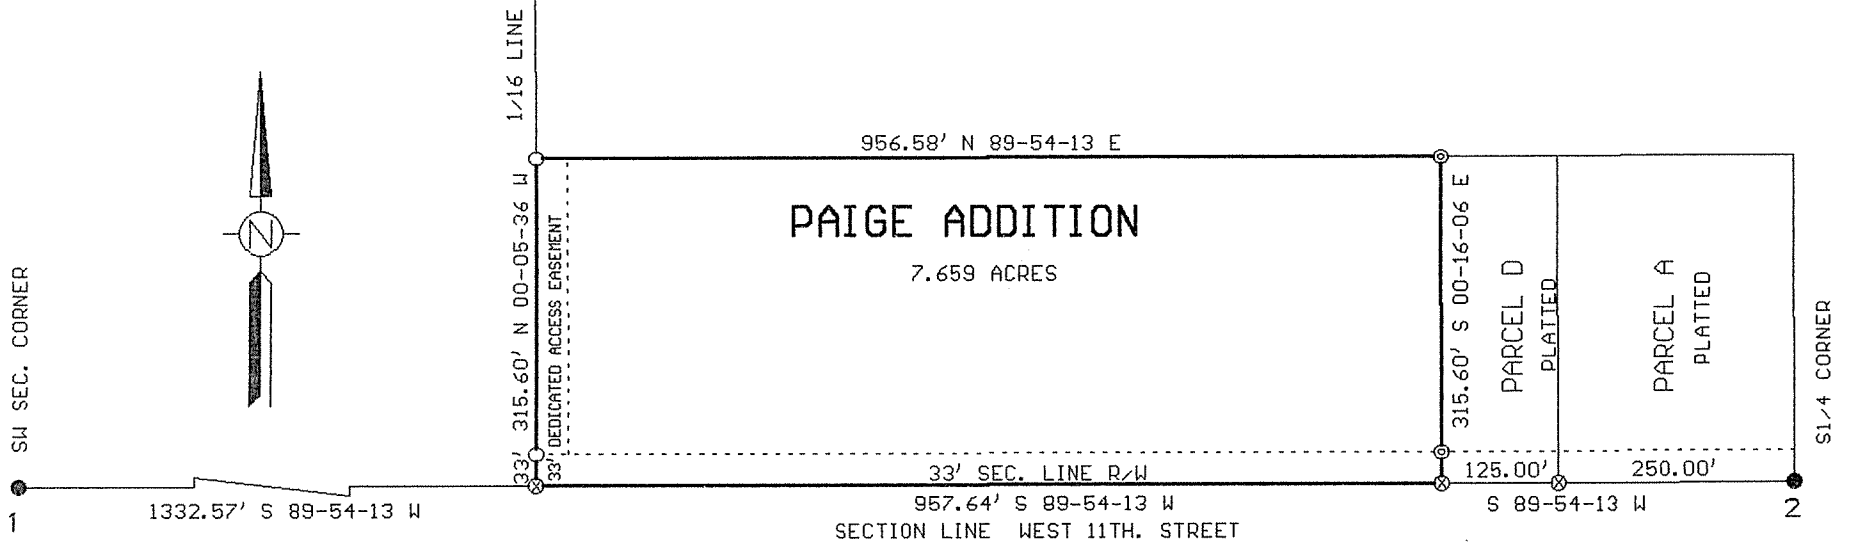 1/16 LINE
956.58' N 89-54-13 E
PAIGE ADDITION
7.659 ACRES
N
SW SEC. CORNER
315.60' N 00-05-36 W
33'
DEDICATED ACCESS EASEMENT
33'
315.60' S 00-16-06 E
PARCEL D
PLATTED
PARCEL A
PLATTED
S1/4 CORNER
33' SEC. LINE R/W
125.00'
250.00'
1
1332.57' S 89-54-13 W
957.64' S 89-54-13 W
S 89-54-13 W
2
SECTION LINE WEST 11TH. STREET